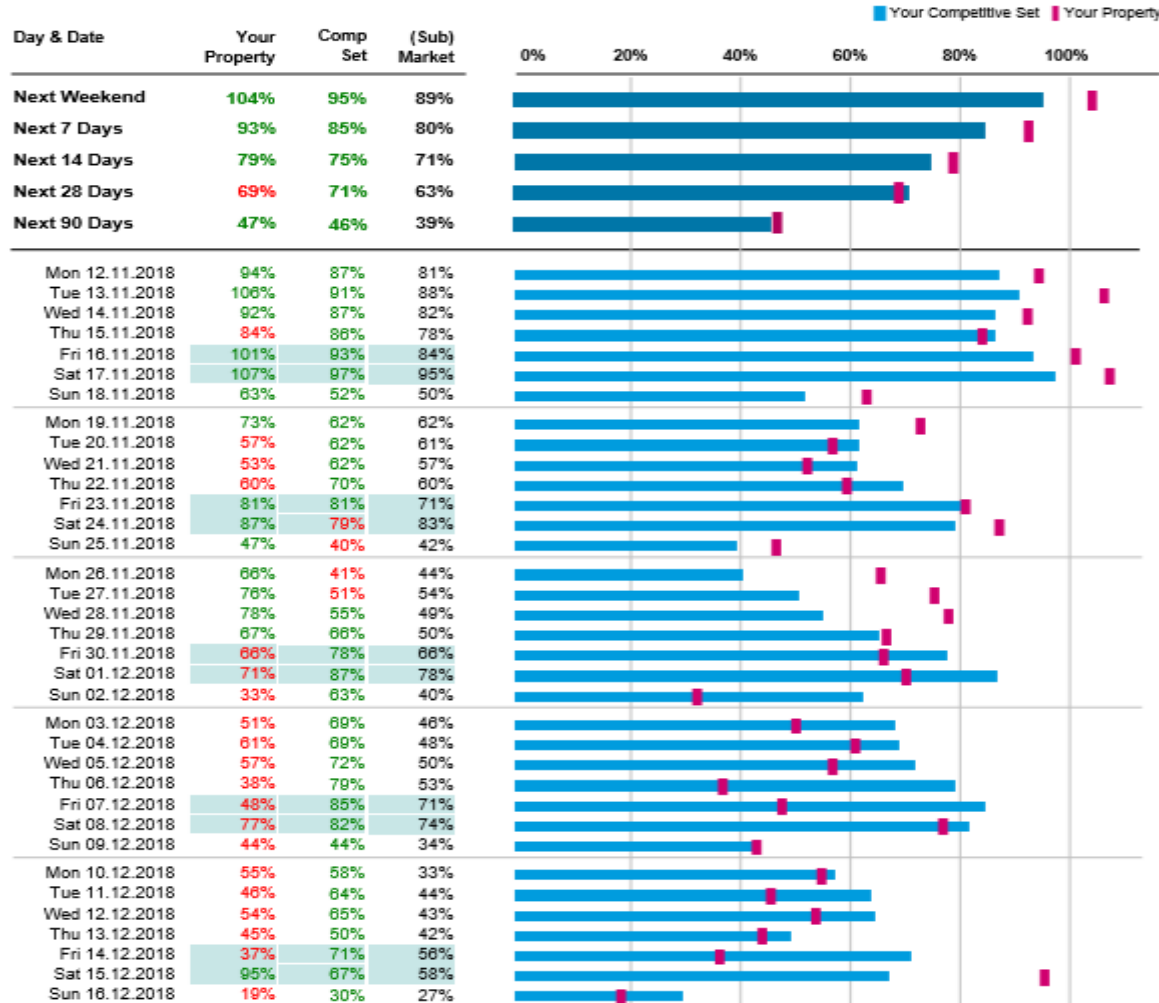 Your Competitive Set Your Property
Day & Date Your Property Comp Set (Sub) Market 0% 20% 40% 60% 80% 100%
Next Weekend 104% 95% 89%
Next 7 Days 93% 85% 80%
Next 14 Days 79% 75% 71%
Next 28 Days 69% 71% 63%
Next 90 Days 47% 46% 39%
Mon 12.11.2018 94% 87% 81%
Tue 13.11.2018 106% 91% 88%
Wed 14.11.2018 92% 87% 82%
Thu 15.11.2018 84% 86% 78%
Fri 16.11.2018 101% 93% 84%
Sat 17.11.2018 107% 97% 95%
Sun 18.11.2018 63% 52% 50%
Mon 19.11.2018 73% 62% 62%
Tue 20.11.2018 57% 62% 61%
Wed 21.11.2018 53% 62% 57%
Thu 22.11.2018 60% 70% 60%
Fri 23.11.2018 81% 81% 71%
Sat 24.11.2018 87% 79% 83%
Sun 25.11.2018 47% 40% 42%
Mon 26.11.2018 66% 41% 44%
Tue 27.11.2018 76% 51% 54%
Wed 28.11.2018 78% 55% 49%
Thu 29.11.2018 67% 66% 50%
Fri 30.11.2018 66% 78% 66%
Sat 01.12.2018 71% 87% 78%
Sun 02.12.2018 33% 63% 40%
Mon 03.12.2018 51% 69% 46%
Tue 04.12.2018 61% 69% 48%
Wed 05.12.2018 57% 72% 50%
Thu 06.12.2018 38% 79% 53%
Fri 07.12.2018 48% 85% 71%
Sat 08.12.2018 77% 82% 74%
Sun 09.12.2018 44% 44% 34%
Mon 10.12.2018 55% 58% 33%
Tue 11.12.2018 46% 64% 44%
Wed 12.12.2018 54% 65% 43%
Thu 13.12.2018 45% 50% 42%
Fri 14.12.2018 37% 71% 56%
Sat 15.12.2018 95% 67% 58%
Sun 16.12.2018 19% 30% 27%